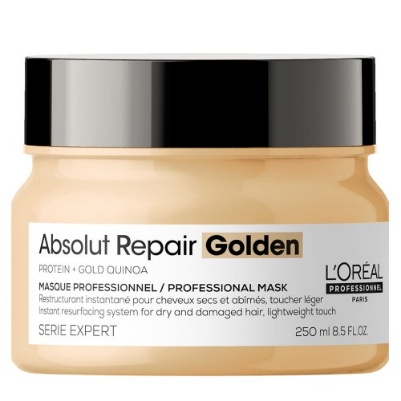 Absolut Repair Golden
PROTEIN + GOLD QUINOA
MASQUE PROFESSIONNEL / PROFESSIONAL MASK
Restructurant instantané pour cheveux secs et abîmés, toucher léger
Instant resurfacing system for dry and damaged hair, lightweight touch
SERIE EXPERT
L'ORÉAL
PROFESSIONNEL
PARIS
250 ml 8.5 FL.OZ.